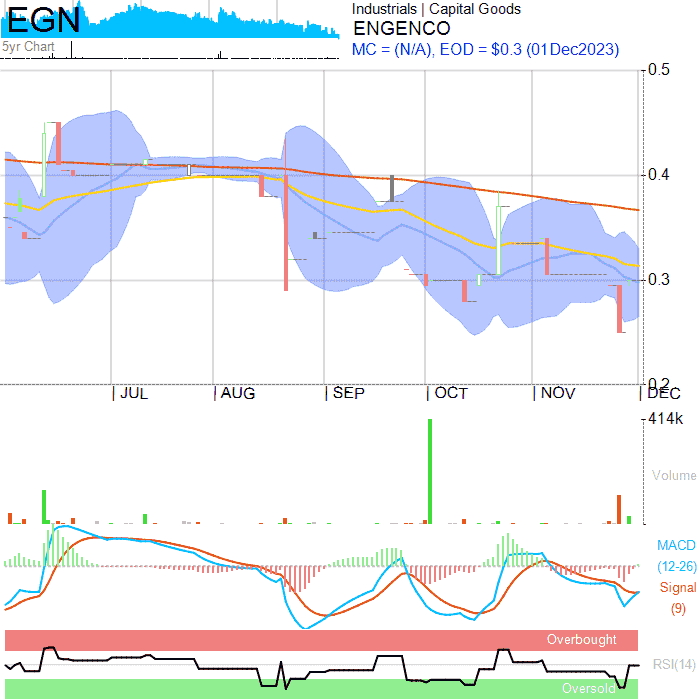 EGN
5yr Chart
Industrials | Capital Goods
ENGENCO
MC = (N/A), EOD = $0.3 (01Dec2023)
0.5
0.4
0.3
0.2
JUL
AUG
SEP
OCT
NOV
DEC
414k
Volume
MACD
(12-26)
Signal
(9)
Overbought
RSI(14)
Oversold